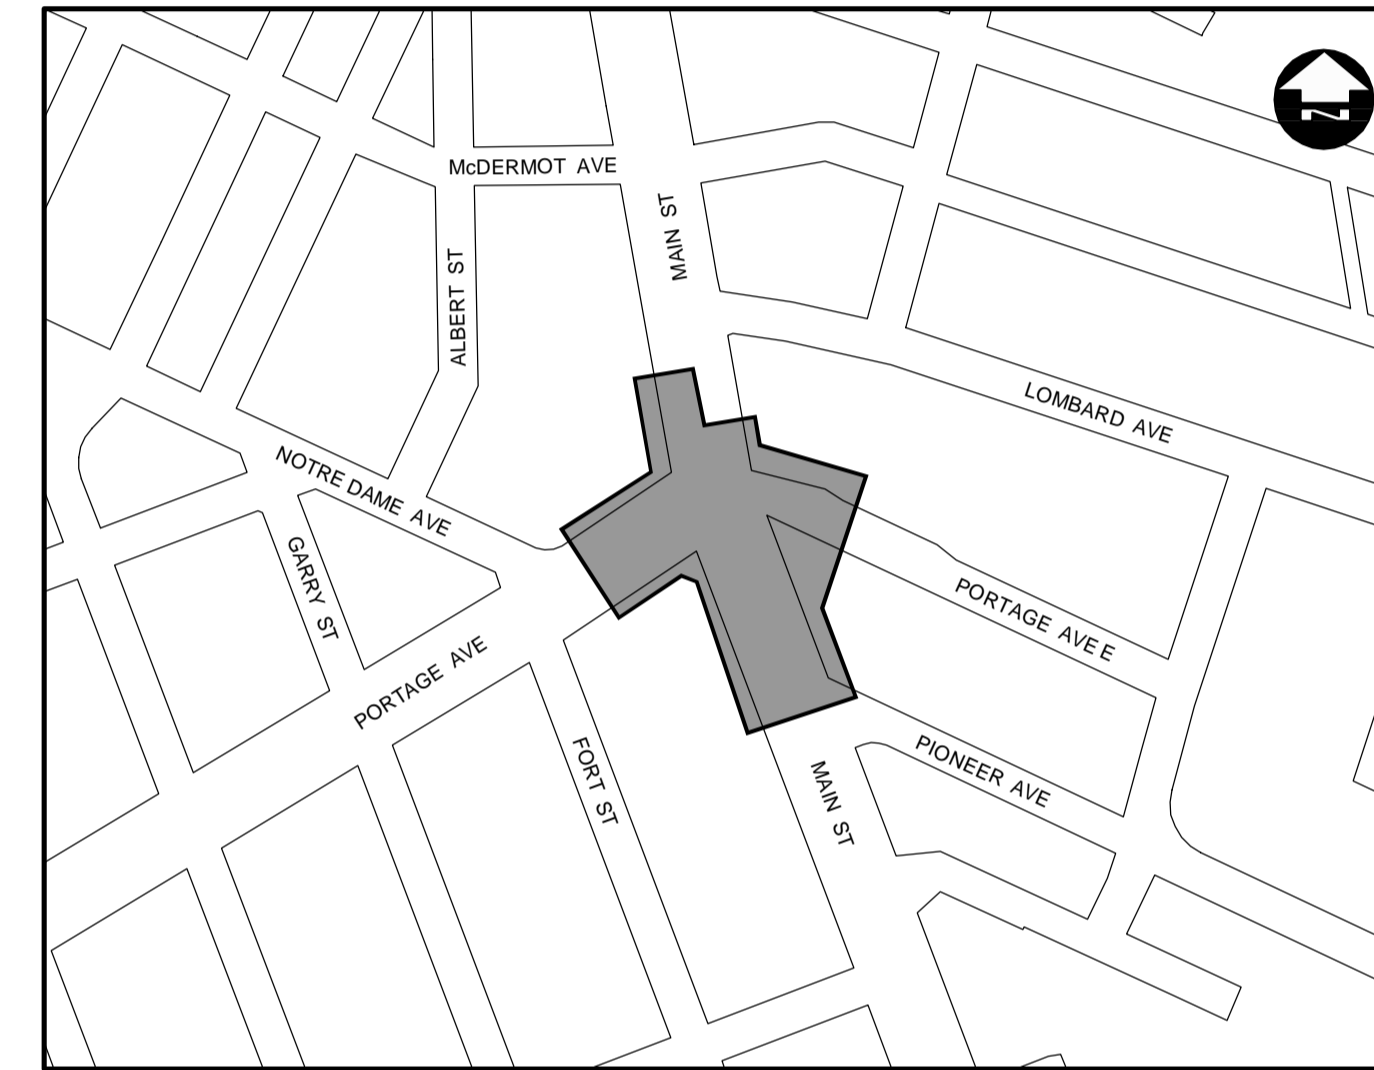 McDERMOT AVE
MAIN ST
ALBERT ST
LOMBARD AVE
NOTRE DAME AVE
GARRY ST
PORTAGE AVE E
PORTAGE AVE
FORT ST
PIONEER AVE
MAIN ST